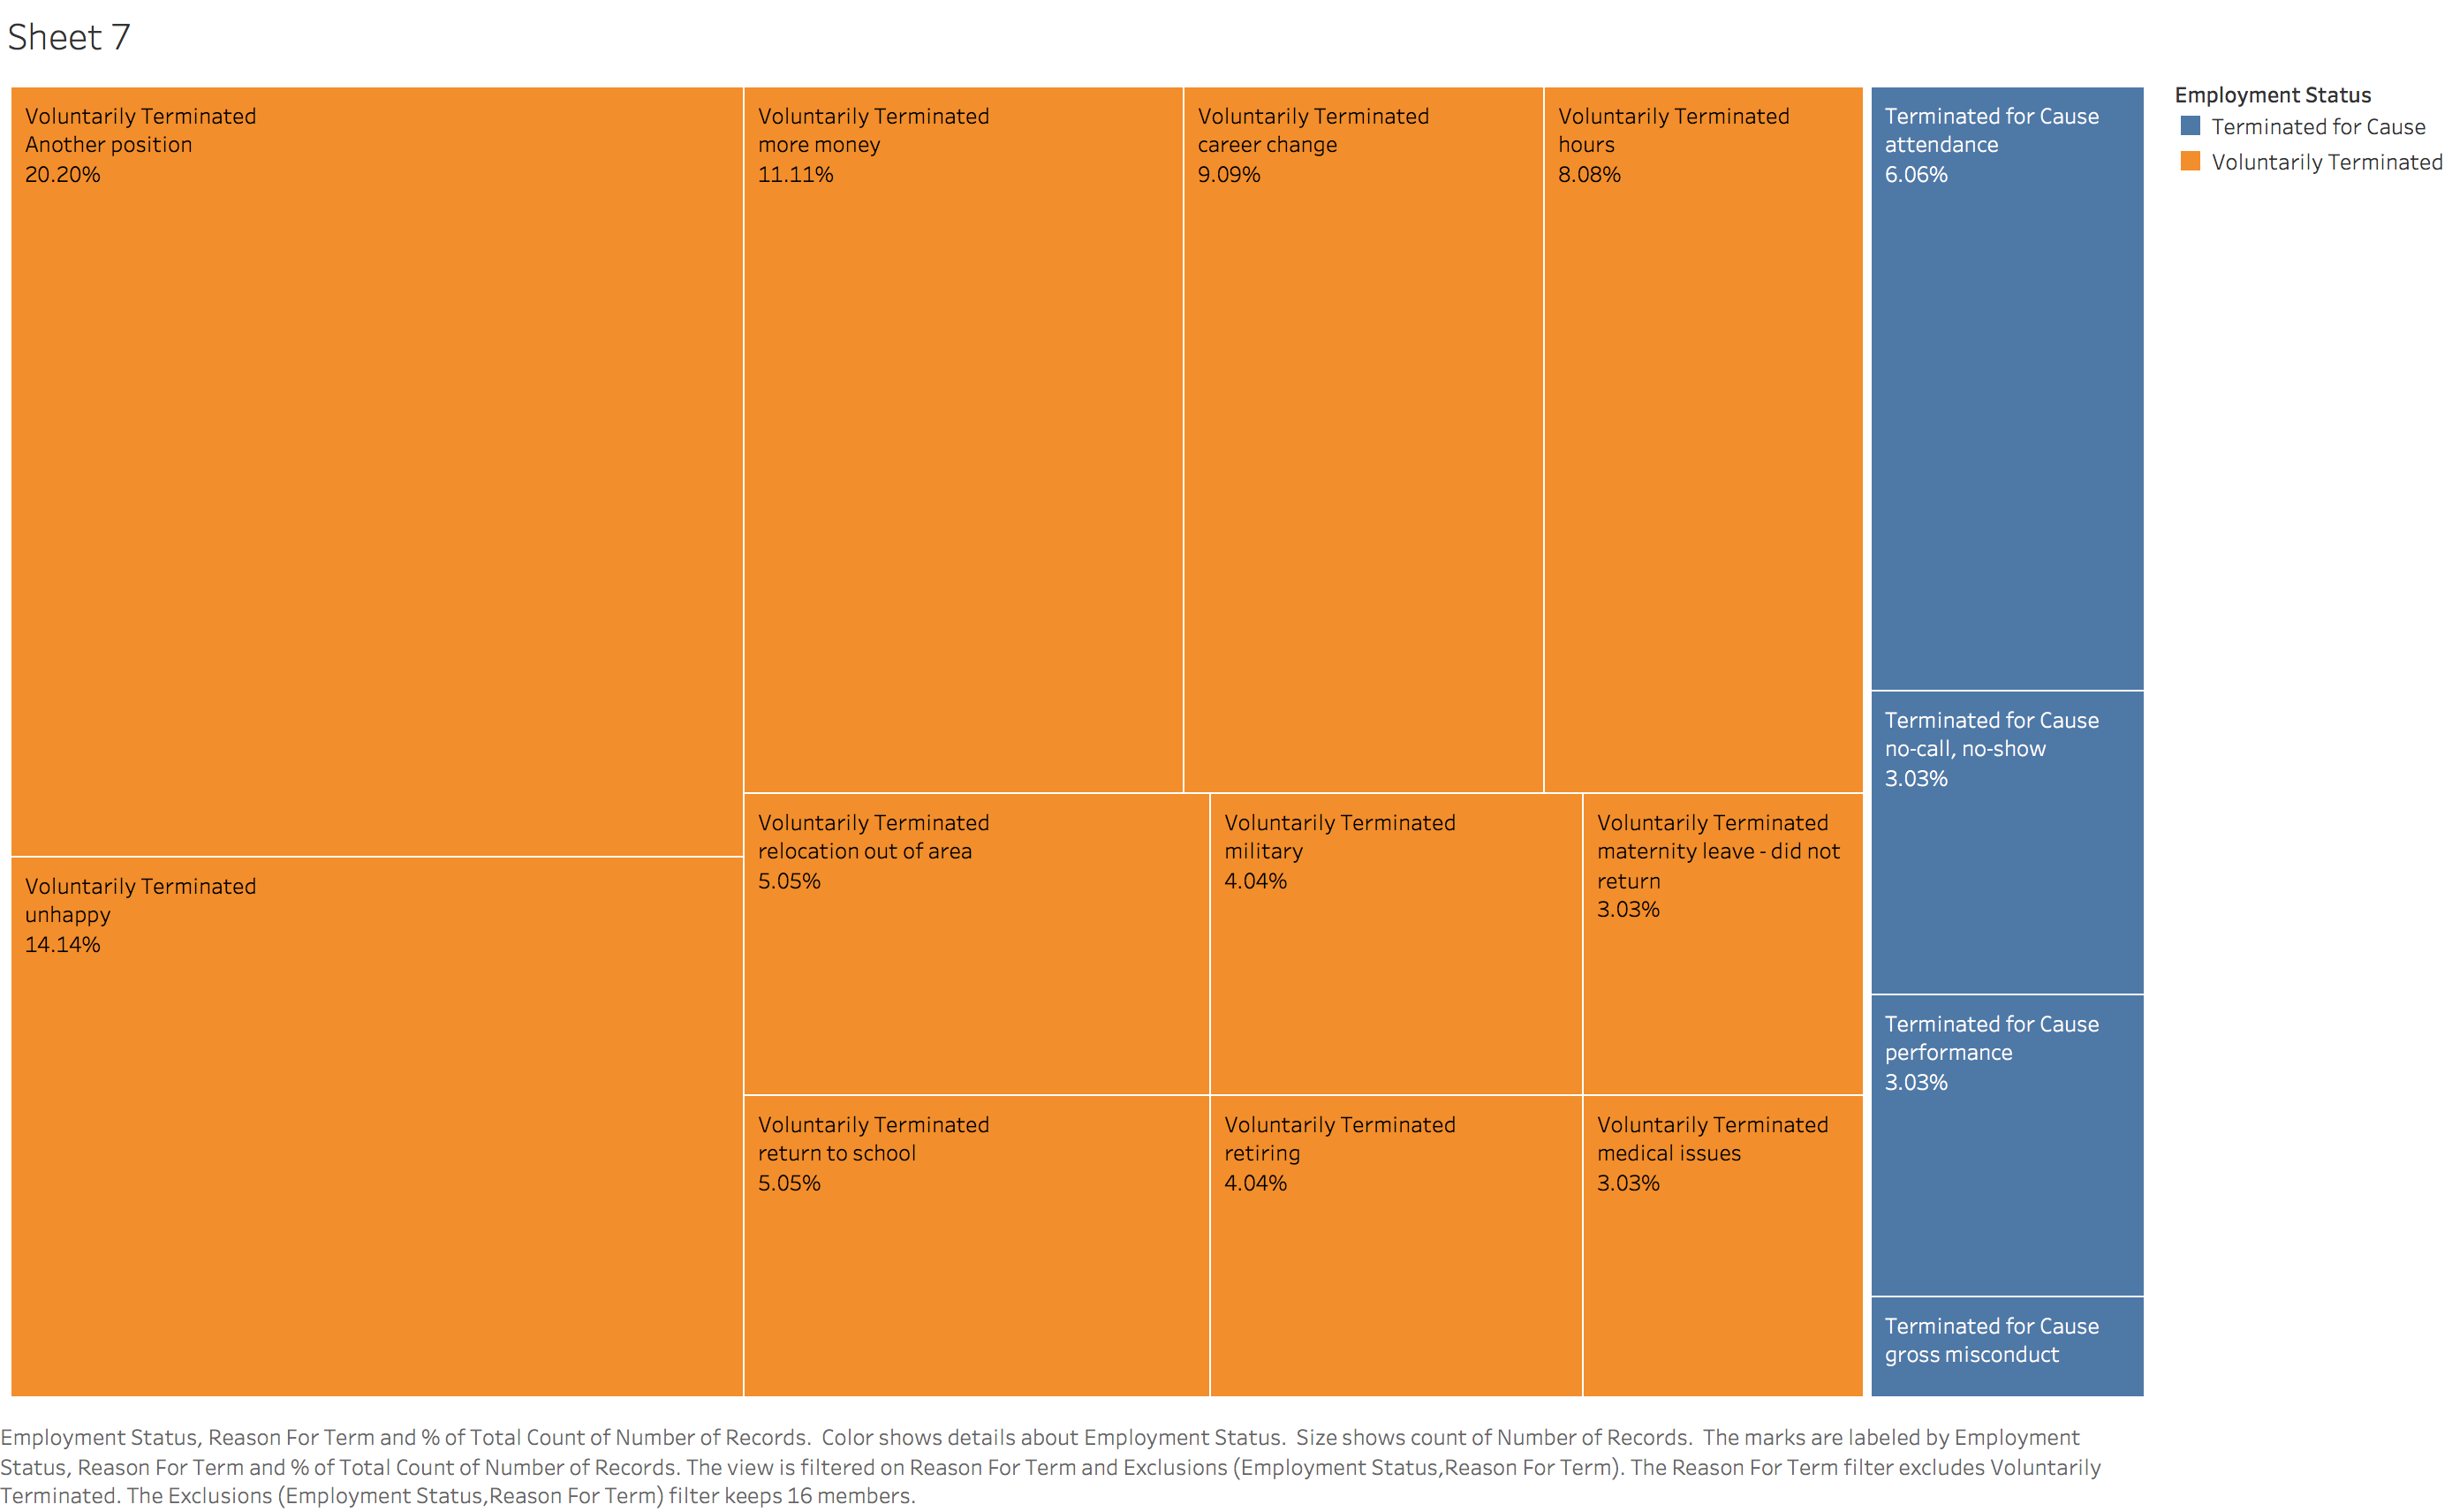 Sheet 7
Voluntarily Terminated
Another position
20.20%
Voluntarily Terminated
unhappy
14.14%
Voluntarily Terminated
more money
11.11%
Voluntarily Terminated
career change
9.09%
Voluntarily Terminated
hours
8.08%
Voluntarily Terminated
relocation out of area
5.05%
Voluntarily Terminated
military
4.04%
Voluntarily Terminated
maternity leave - did not
return
3.03%
Voluntarily Terminated
return to school
5.05%
Voluntarily Terminated
retiring
4.04%
Voluntarily Terminated
medical issues
3.03%
Terminated for Cause
attendance
6.06%
Terminated for Cause
no-call, no-show
3.03%
Terminated for Cause
performance
3.03%
Terminated for Cause
gross misconduct
Employment Status
Terminated for Cause
Voluntarily Terminated
Employment Status, Reason For Term and % of Total Count of Number of Records.  Color shows details about Employment Status.  Size shows count of Number of Records.  The marks are labeled by Employment
Status, Reason For Term and % of Total Count of Number of Records. The view is filtered on Reason For Term and Exclusions (Employment Status,Reason For Term). The Reason For Term filter excludes Voluntarily
Terminated. The Exclusions (Employment Status,Reason For Term) filter keeps 16 members.